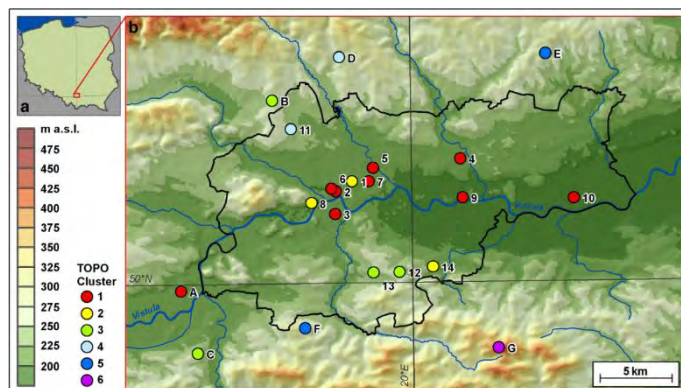 a
b
m a.s.l.
475
450
425
400
375
350
325
300
275
250
225
200
TOPO
Cluster
1
2
3
4
5
6
D
E
B
11
5
4
6
1
7
2
8
3
9
10
Vistula
50°N
13
12
14
A
Vistula
F
G
C
20°E
5 km